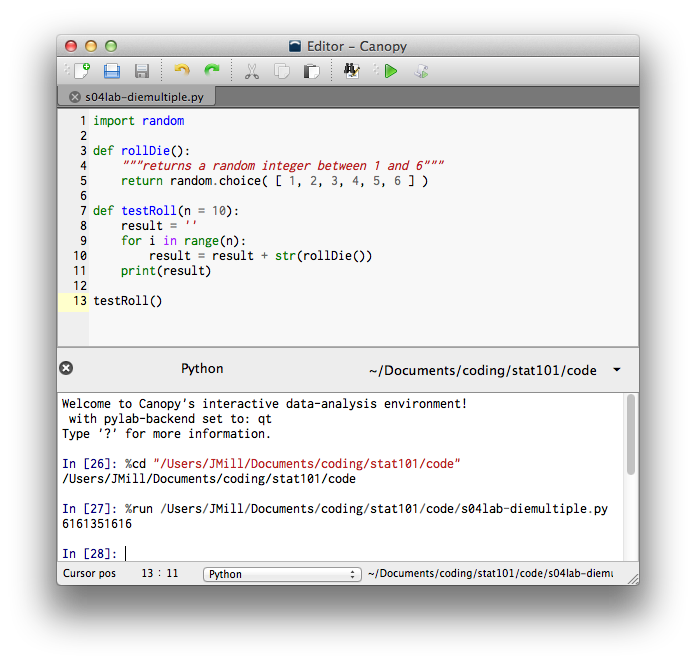 Editor – Canopy
s04lab-diemultiple.py
1 import random
2
3 def rollDie():
4     """returns a random integer between 1 and 6"""
5     return random.choice( [ 1, 2, 3, 4, 5, 6 ] )
6
7 def testRoll(n = 10):
8     result = ''
9     for i in range(n):
10         result = result + str(rollDie())
11     print(result)
12
13 testRoll()
Python ~/Documents/coding/stat101/code
Welcome to Canopy's interactive data-analysis environment!
 with pylab-backend set to: qt
Type '?' for more information.
In [26]: %cd "/Users/JMill/Documents/coding/stat101/code"
/Users/JMill/Documents/coding/stat101/code
In [27]: %run /Users/JMill/Documents/coding/stat101/code/s04lab-diemultiple.py
6161351616
In [28]:
Cursor pos 13 : 11 Python ~/Documents/coding/stat101/code/s04lab-diemu